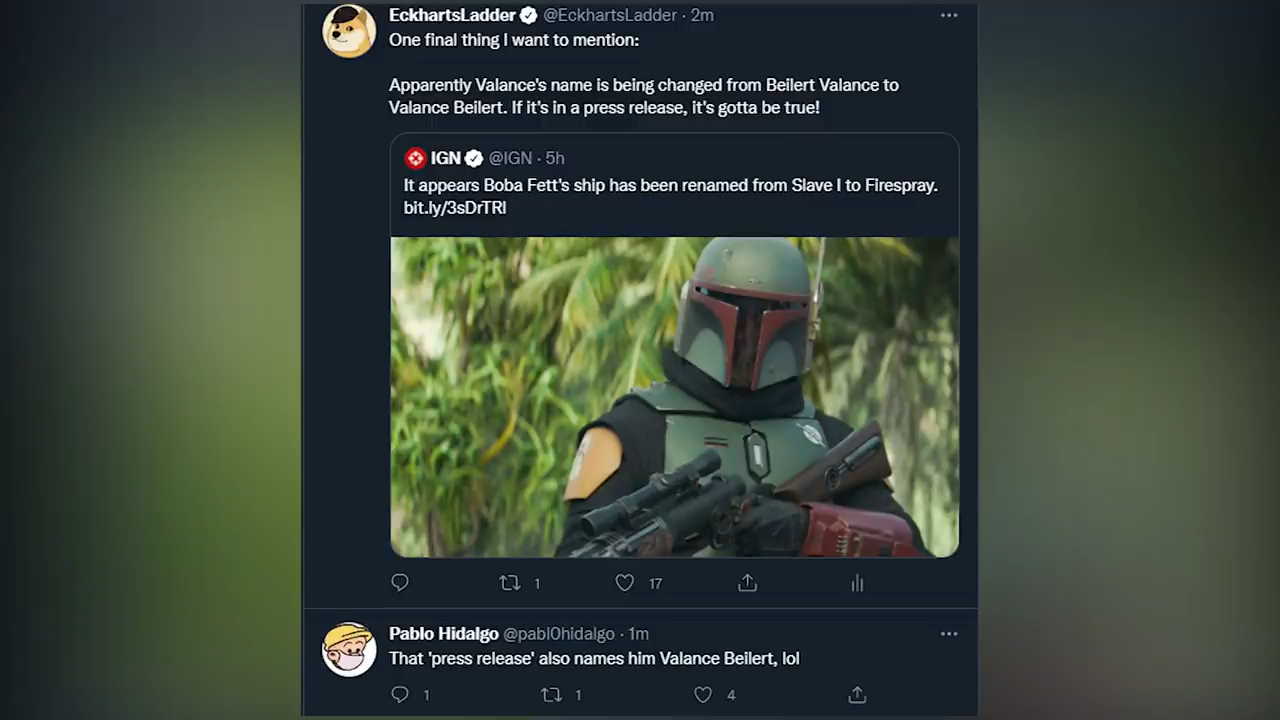 EckhartsLadder @EckhartsLadder · 2m
One final thing I want to mention:
Apparently Valance's name is being changed from Beilert Valance to
Valance Beilert. If it's in a press release, it's gotta be true!
IGN @IGN · 5h
It appears Boba Fett's ship has been renamed from Slave I to Firespray.
bit.ly/3sDrTRl
1 17
Pablo Hidalgo @pabl0hidalgo · 1m
That 'press release' also names him Valance Beilert, lol
1 1 4